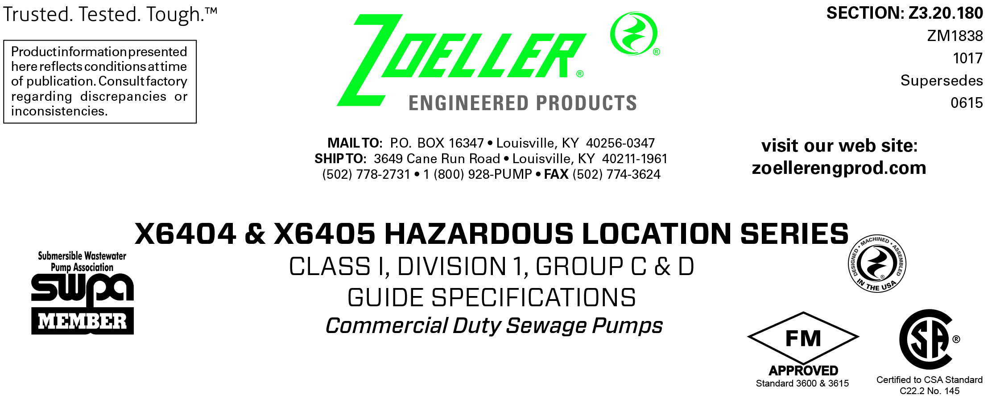 Trusted. Tested. Tough.™
Product information presented
here reflects conditions at time
of publication. Consult factory
regarding discrepancies or
inconsistencies.
ZOELLER®
®
ENGINEERED PRODUCTS
SECTION: Z3.20.180
ZM1838
1017
Supersedes
0615
MAIL TO: P.O. BOX 16347 • Louisville, KY 40256-0347
SHIP TO: 3649 Cane Run Road • Louisville, KY 40211-1961
(502) 778-2731 • 1 (800) 928-PUMP • FAX (502) 774-3624
visit our web site:
zoellerengprod.com
X6404 & X6405 HAZARDOUS LOCATION SERIES
CLASS I, DIVISION 1, GROUP C & D
GUIDE SPECIFICATIONS
Commercial Duty Sewage Pumps
Submersible Wastewater
Pump Association
swpa
MEMBER
DESIGNED • MACHINED • ASSEMBLED
®
IN THE USA
FM
APPROVED
Standard 3600 & 3615
CSA®
Certified to CSA Standard
C22.2 No. 145